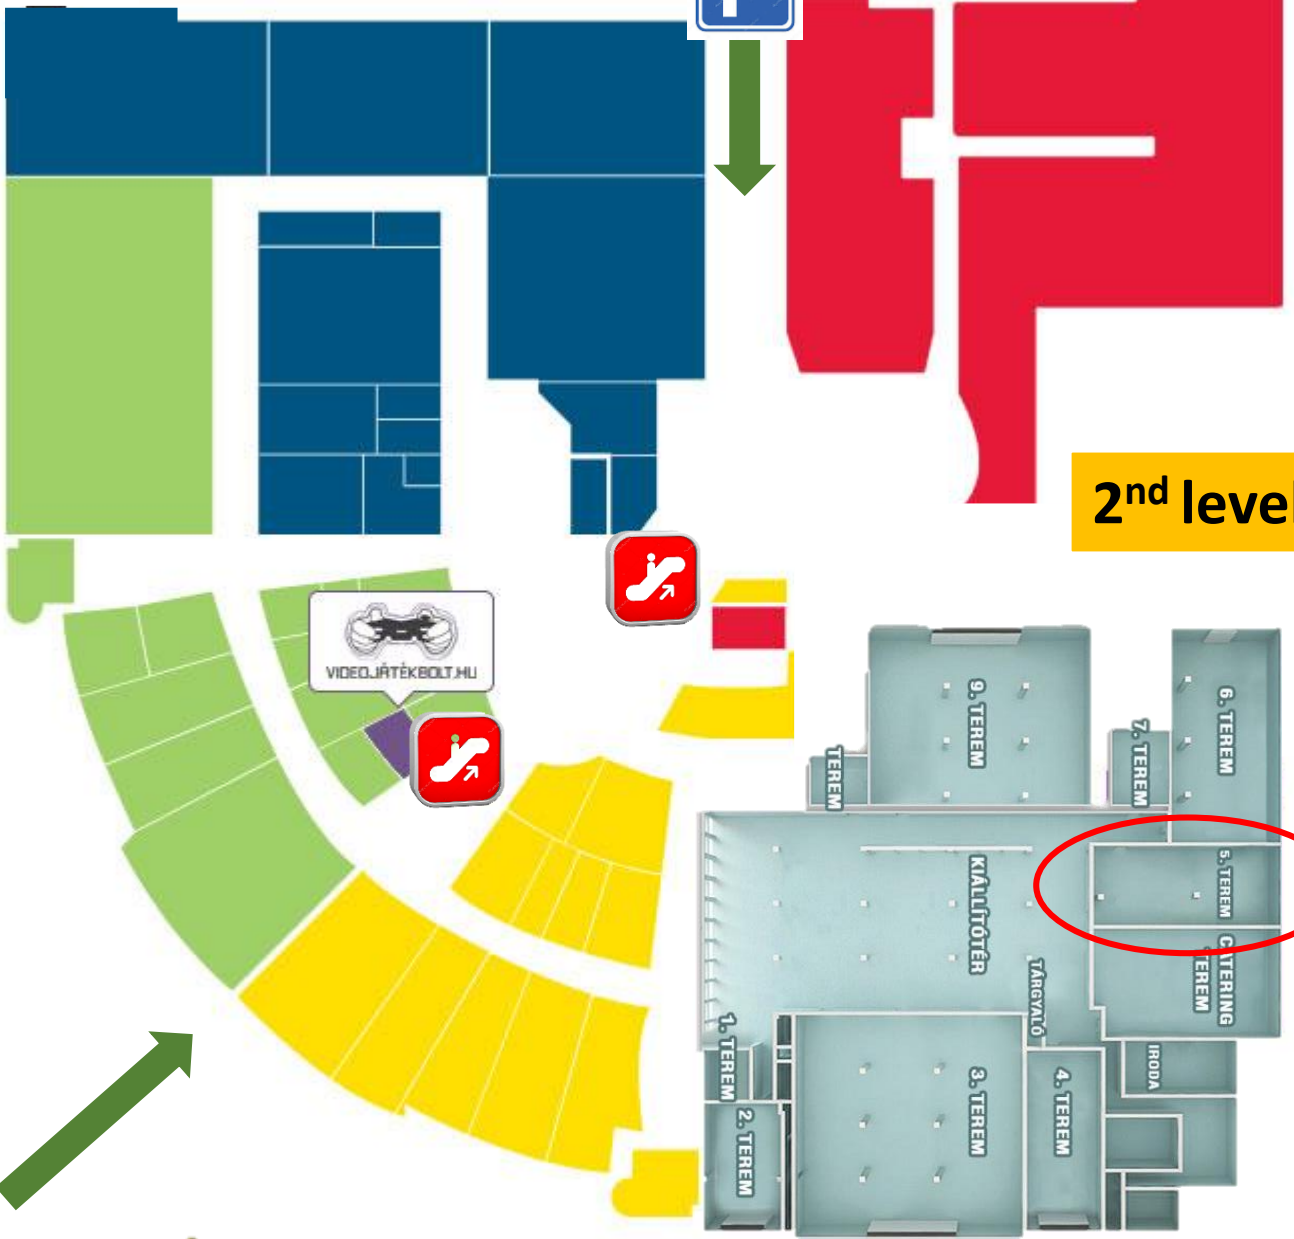 2nd level
VIDEOJÁTÉKBOLT.HU
9. TEREM
6. TEREM
7. TEREM
TEREM
KIÁLLÍTÓTÉR
5. TEREM
CATERING
TEREM
TÁRGYALÓ
1. TEREM
IRODA
3. TEREM
4. TEREM
2. TEREM